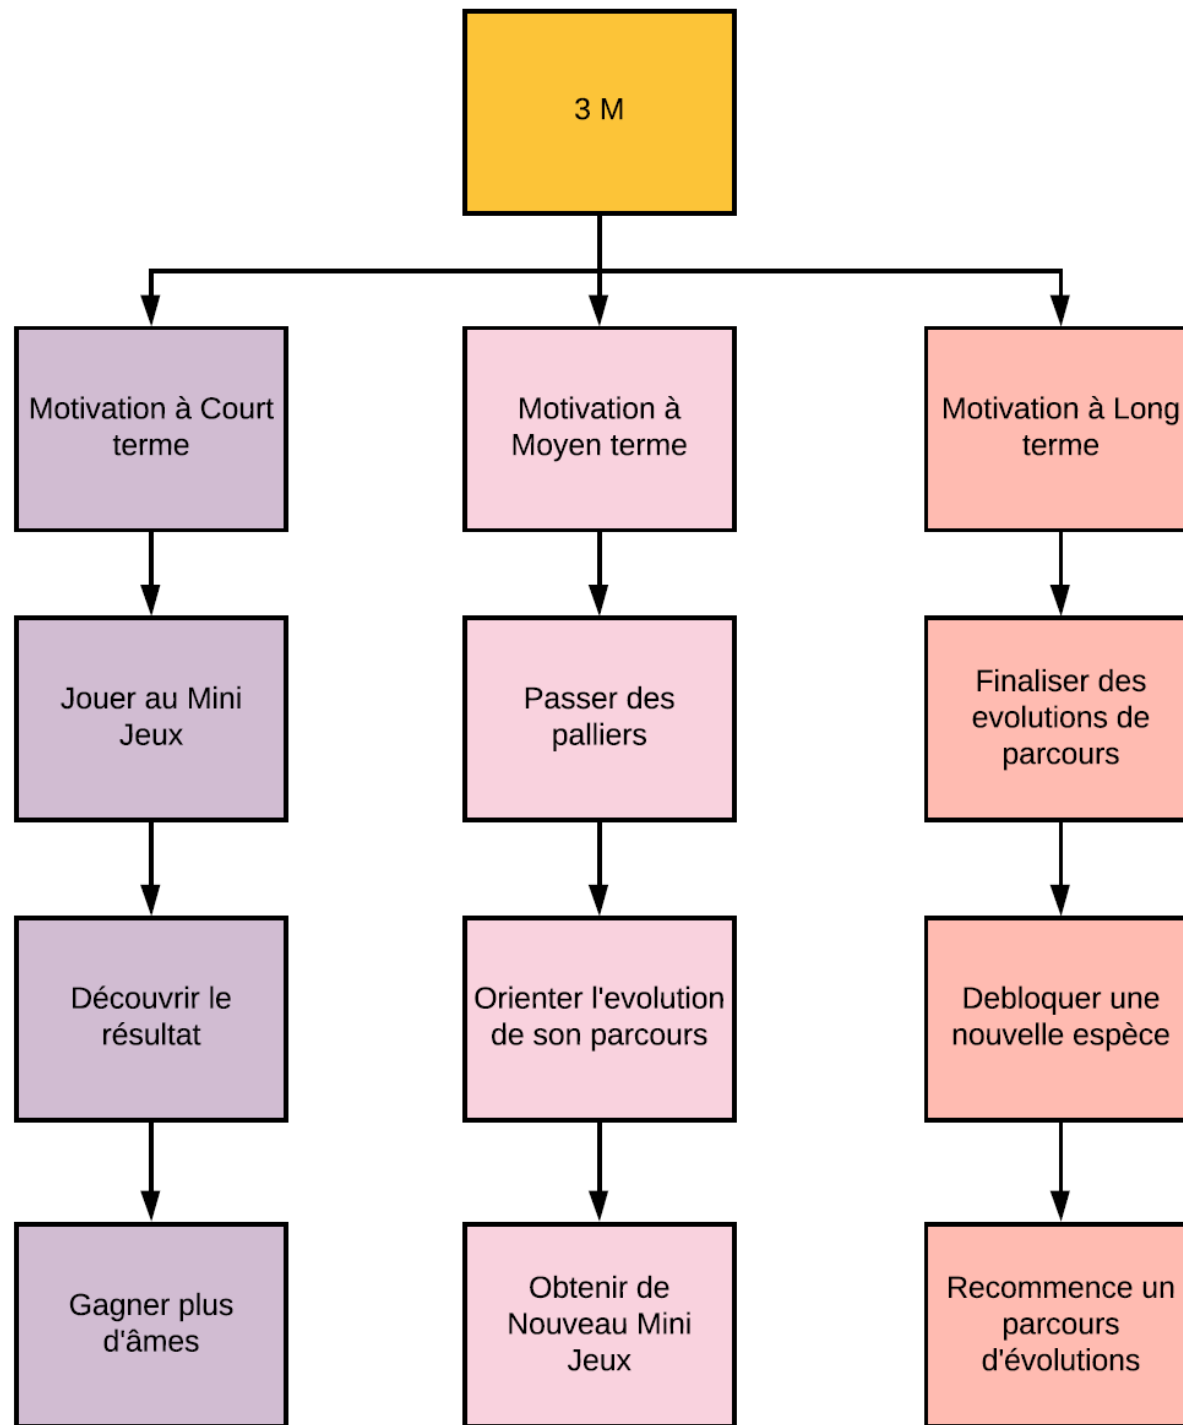 3 M
Motivation à Court
terme
Motivation à
Moyen terme
Motivation à Long
terme
Jouer au Mini
Jeux
Passer des
palliers
Finaliser des
evolutions de
parcours
Découvrir le
résultat
Orienter l'evolution
de son parcours
Debloquer une
nouvelle espèce
Gagner plus
d'âmes
Obtenir de
Nouveau Mini
Jeux
Recommence un
parcours
d'évolutions